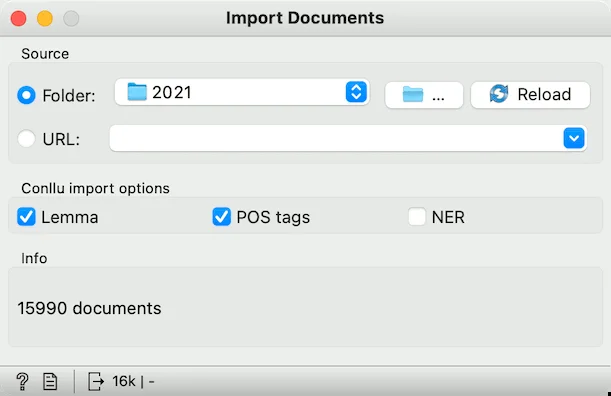 Import Documents
Source
Folder: 2021 ... Reload
URL:
Conllu import options
Lemma POS tags NER
Info
15990 documents
? 16k | -